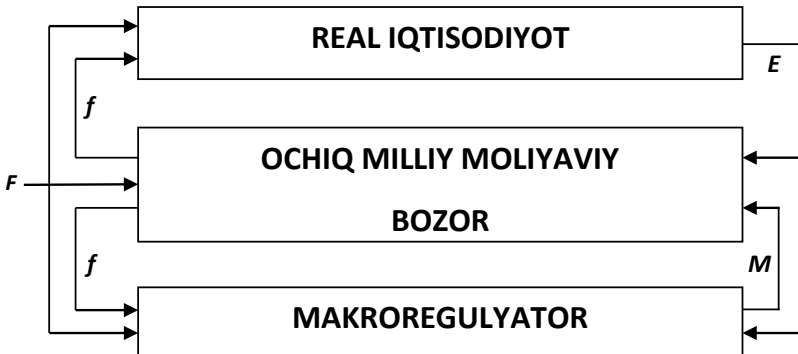 REAL IQTISODIYOT
E
f
OCHIQ MILLIY MOLIYAVIY
F
BOZOR
f
M
MAKROREGULYATOR